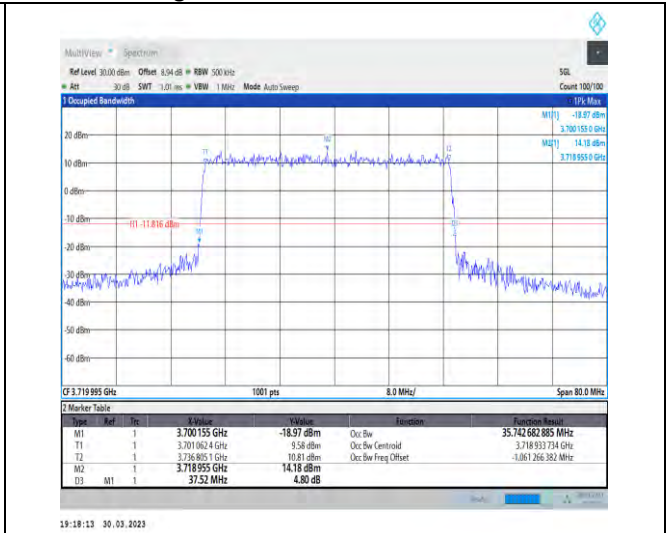 MultiView Spectrum
Ref Level 30.00 dBm Offset 8.94 dB RBW 500 kHz SGL
Att 30 dB SWT 1.01 ms VBW 1 MHz Mode Auto Sweep Count 100/100
1 Occupied Bandwidth 1Pk Max
M1[1] -18.97 dBm
3.700 155 0 GHz
M2[1] 14.18 dBm
3.718 955 0 GHz
20 dBm
10 dBm
0 dBm
-10 dBm
H1 -11.816 dBm
-20 dBm
-30 dBm
-40 dBm
-50 dBm
-60 dBm
T1
M2
T2
M1
D3
CF 3.719 995 GHz 1001 pts 8.0 MHz/ Span 80.0 MHz
2 Marker Table
Type Ref Trc X-Value Y-Value Function Function Result
M1 1 3.700155 GHz -18.97 dBm Occ Bw 35.742 682 885 MHz
T1 1 3.701 062 4 GHz 9.58 dBm Occ Bw Centroid 3.718 933 734 GHz
T2 1 3.736 805 1 GHz 10.81 dBm Occ Bw Freq Offset -1.061 266 382 MHz
M2 1 3.718955 GHz 14.18 dBm
D3 M1 1 37.52 MHz 4.80 dB
19:18:13 30.03.2023